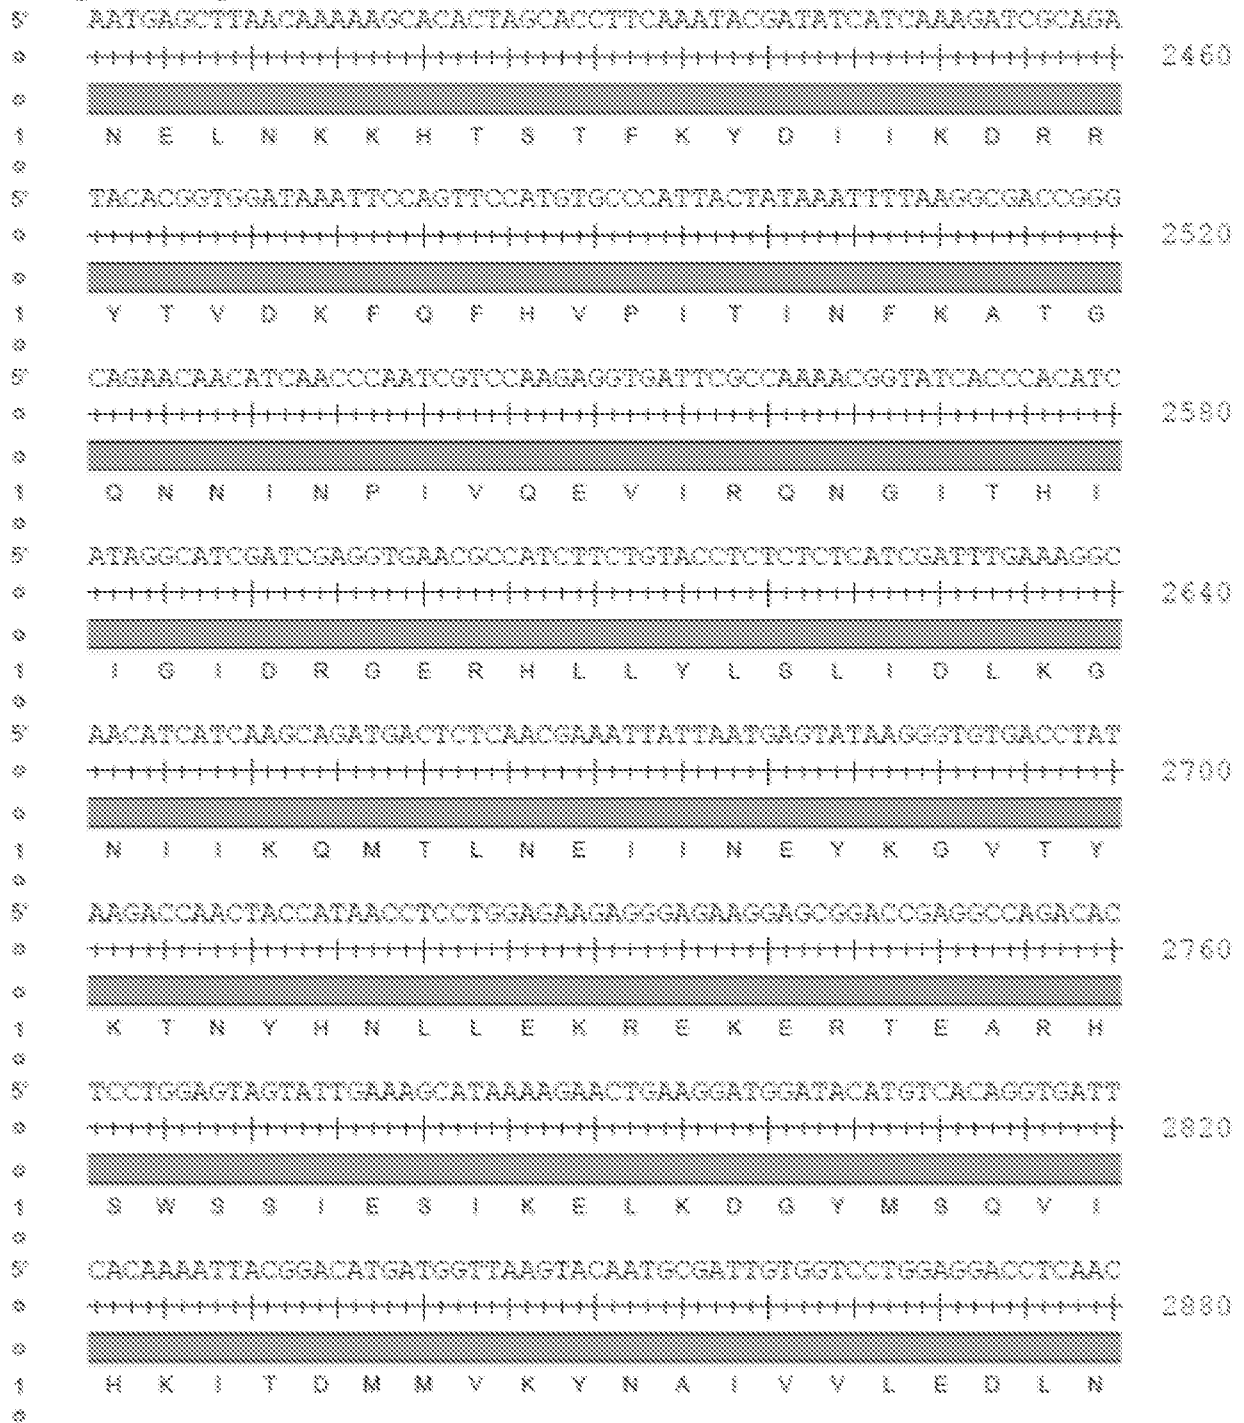 5' AATGAGCTTAACAAAAAGCACACTAGCACCTTCAAATACGATATCATCAAAGATCGCAGA
2460
1 N E L N K K H T S T F K Y D I I K D R R
5' TACACGGTGGATAAATTCCAGTTCCATGTGCCCATTACTATAAATTTTAAGGCGACCGGG
2520
1 Y T V D K F Q F H V P I T I N F K A T G
5' CAGAACAACATCAACCCAATCGTCCAAGAGGTGATTCGCCAAAACGGTATCACCCACATC
2580
1 Q N N I N P I V Q E V I R Q N G I T H I
5' ATAGGCATCGATCGAGGTGAACGCCATCTTCTGTACCTCTCTCTCATCGATTTGAAAGGC
2640
1 I G I D R G E R H L L Y L S L I D L K G
5' AACATCATCAAGCAGATGACTCTCAACGAAATTATTAATGAGTATAAGGGTGTGACCTAT
2700
1 N I I K Q M T L N E I I N E Y K G V T Y
5' AAGACCAACTACCATAACCTCCTGGAGAAGAGGGAGAAGGAGCGGACCGAGGCCAGACAC
2760
1 K T N Y H N L L E K R E K E R T E A R H
5' TCCTGGAGTAGTATTGAAAGCATAAAAGAACTGAAGGATGGATACATGTCACAGGTGATT
2820
1 S W S S I E S I K E L K D G Y M S Q V I
5' CACAAAATTACGGACATGATGGTTAAGTACAATGCGATTGTGGTCCTGGAGGACCTCAAC
2880
1 H K I T D M M V K Y N A I V V L E D L N